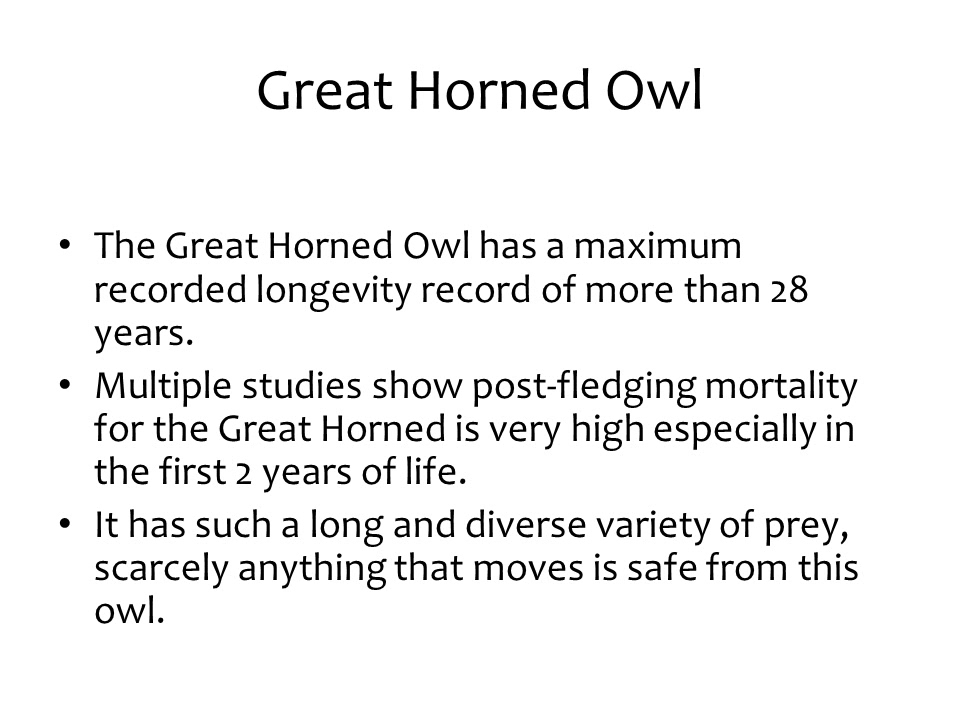 Great Horned Owl
• The Great Horned Owl has a maximum
recorded longevity record of more than 28
years.
• Multiple studies show post-fledging mortality
for the Great Horned is very high especially in
the first 2 years of life.
• It has such a long and diverse variety of prey,
scarcely anything that moves is safe from this
owl.